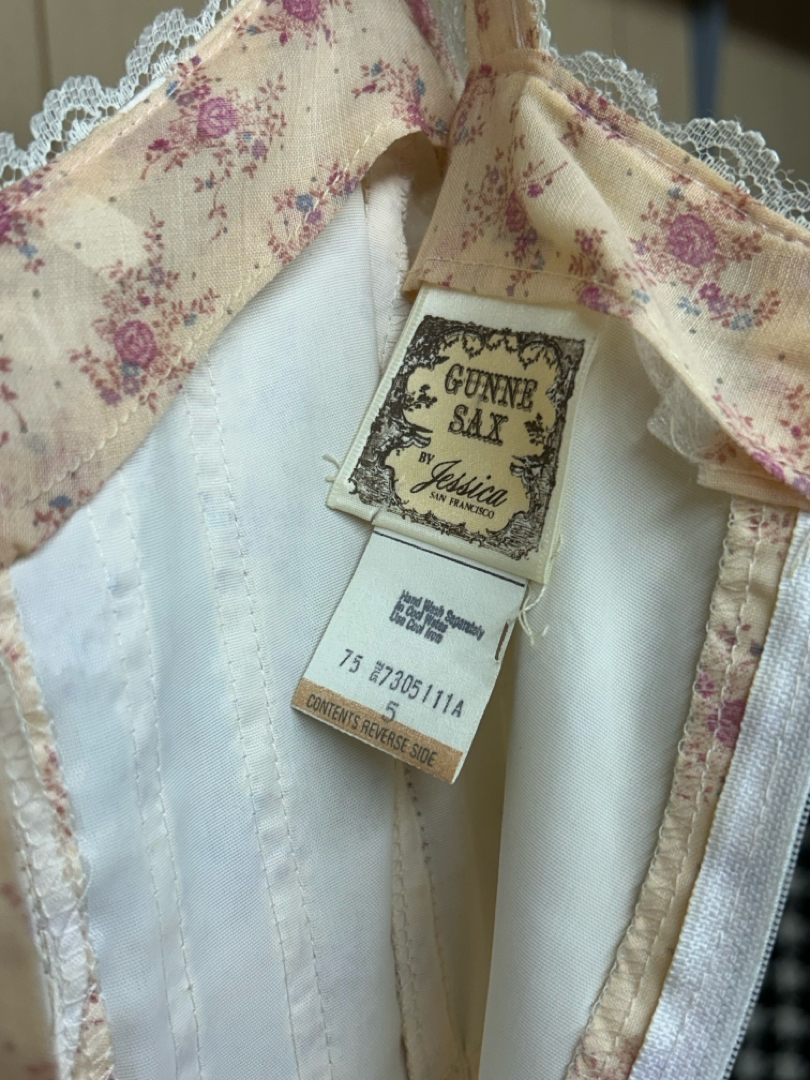 GUNNE
SAX
BY Jessica
SAN FRANCISCO
Hand Wash Separately
In Cool Water
Use Cool Iron
75 STYLE 7305111A
5
CONTENTS REVERSE SIDE